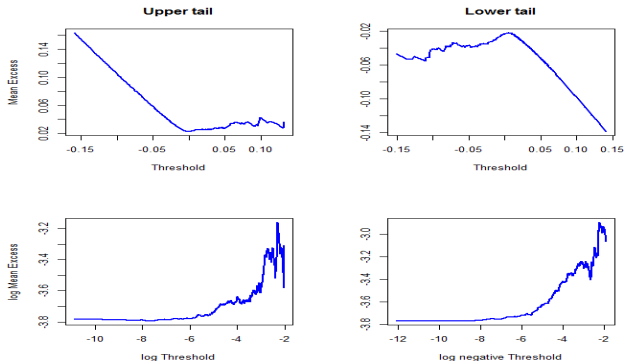 Upper tail
Lower tail
Mean Excess
0.02 0.06 0.10 0.14
-0.15 -0.05 0.05 0.10
Threshold
-0.14 -0.10 -0.06 -0.02
-0.15 -0.05 0.05 0.10 0.15
Threshold
log Mean Excess
-3.8 -3.6 -3.4 -3.2
-10 -8 -6 -4 -2
log Threshold
-3.8 -3.6 -3.4 -3.2 -3.0
-12 -10 -8 -6 -4 -2
log negative Threshold